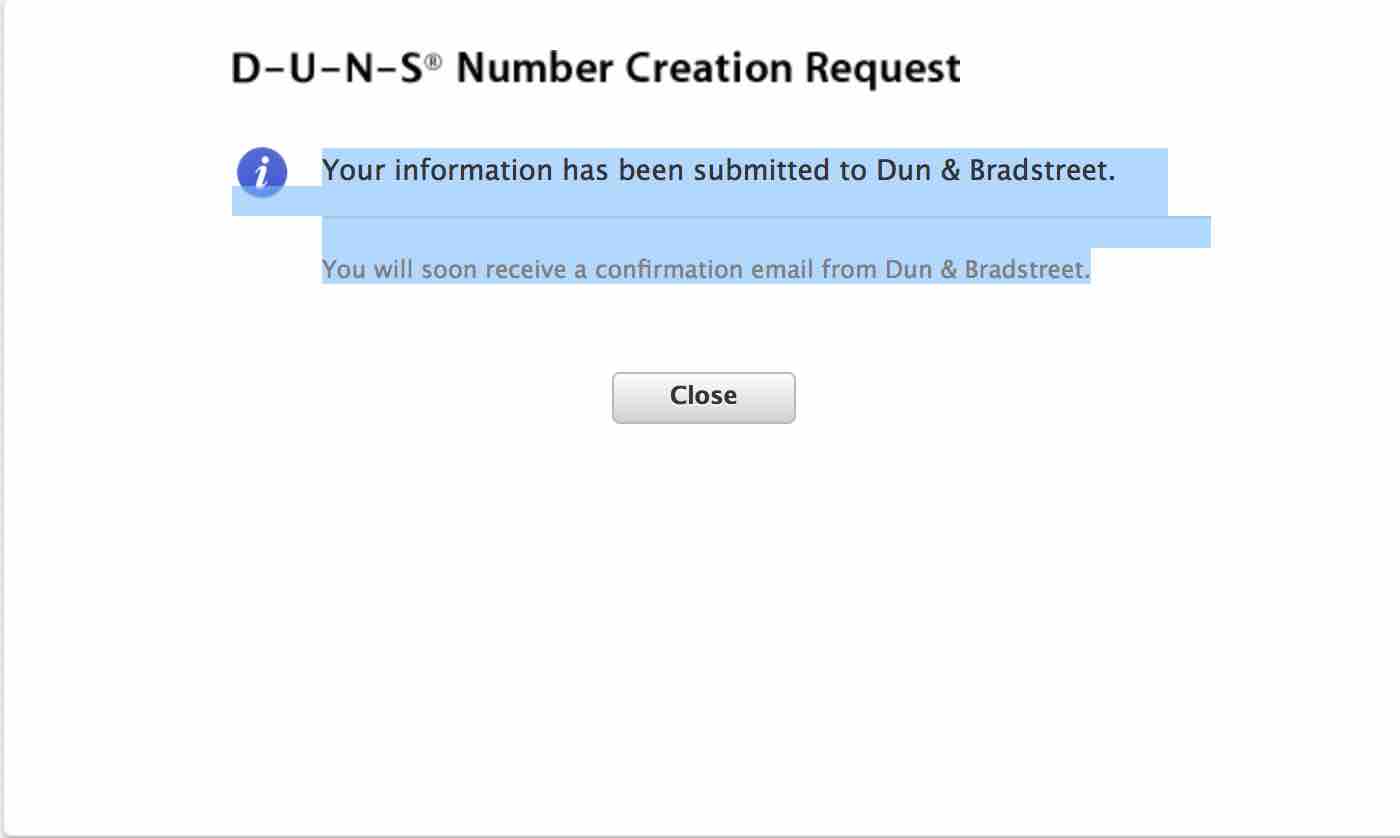 D–U–N–S® Number Creation Request
i
Your information has been submitted to Dun & Bradstreet.
You will soon receive a confirmation email from Dun & Bradstreet.
Close